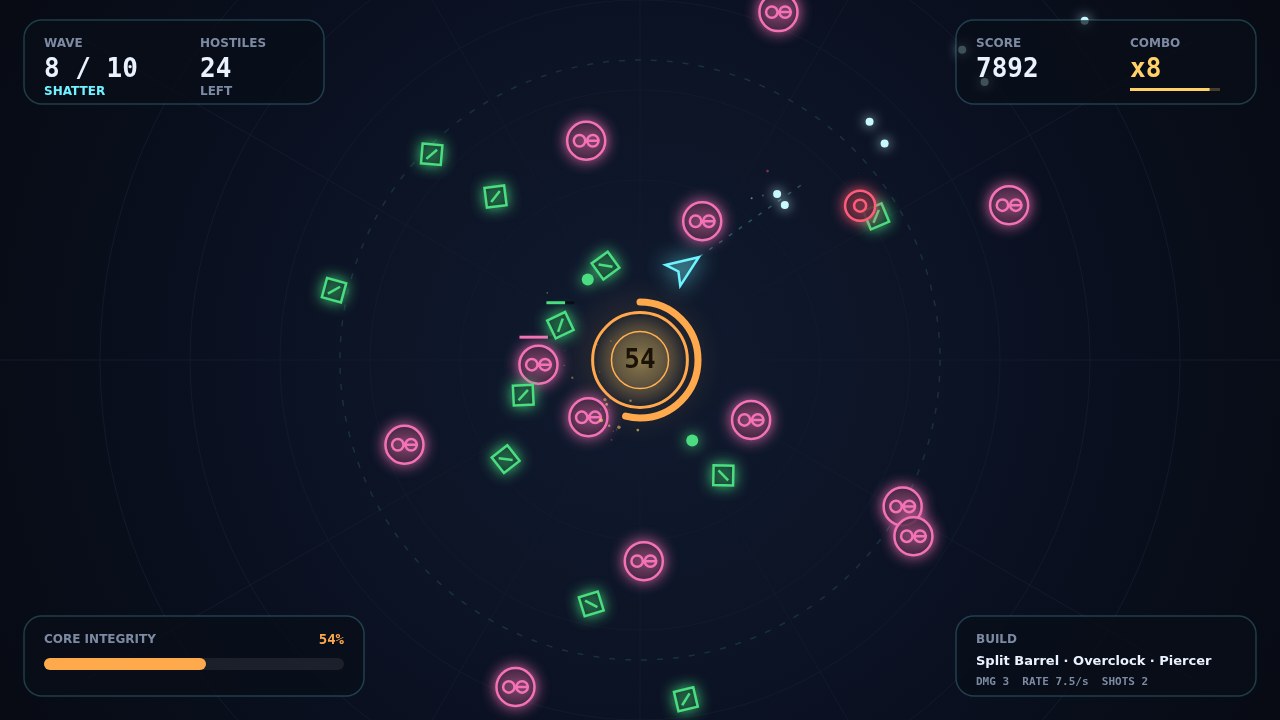 WAVE
8 / 10
SHATTER
HOSTILES
24
LEFT
SCORE
7892
COMBO
x8
54
CORE INTEGRITY
54%
BUILD
Split Barrel · Overclock · Piercer
DMG 3 RATE 7.5/s SHOTS 2